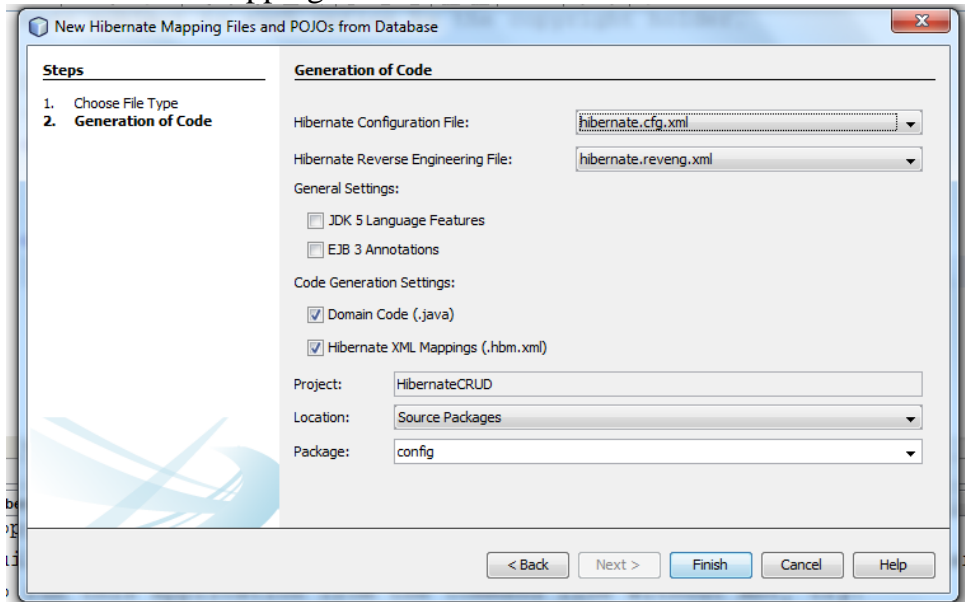 New Hibernate Mapping Files and POJOs from Database
Steps
1. Choose File Type
2. Generation of Code
Generation of Code
Hibernate Configuration File: hibernate.cfg.xml
Hibernate Reverse Engineering File: hibernate.reveng.xml
General Settings:
JDK 5 Language Features
EJB 3 Annotations
Code Generation Settings:
Domain Code (.java)
Hibernate XML Mappings (.hbm.xml)
Project: HibernateCRUD
Location: Source Packages
Package: config
< Back Next > Finish Cancel Help